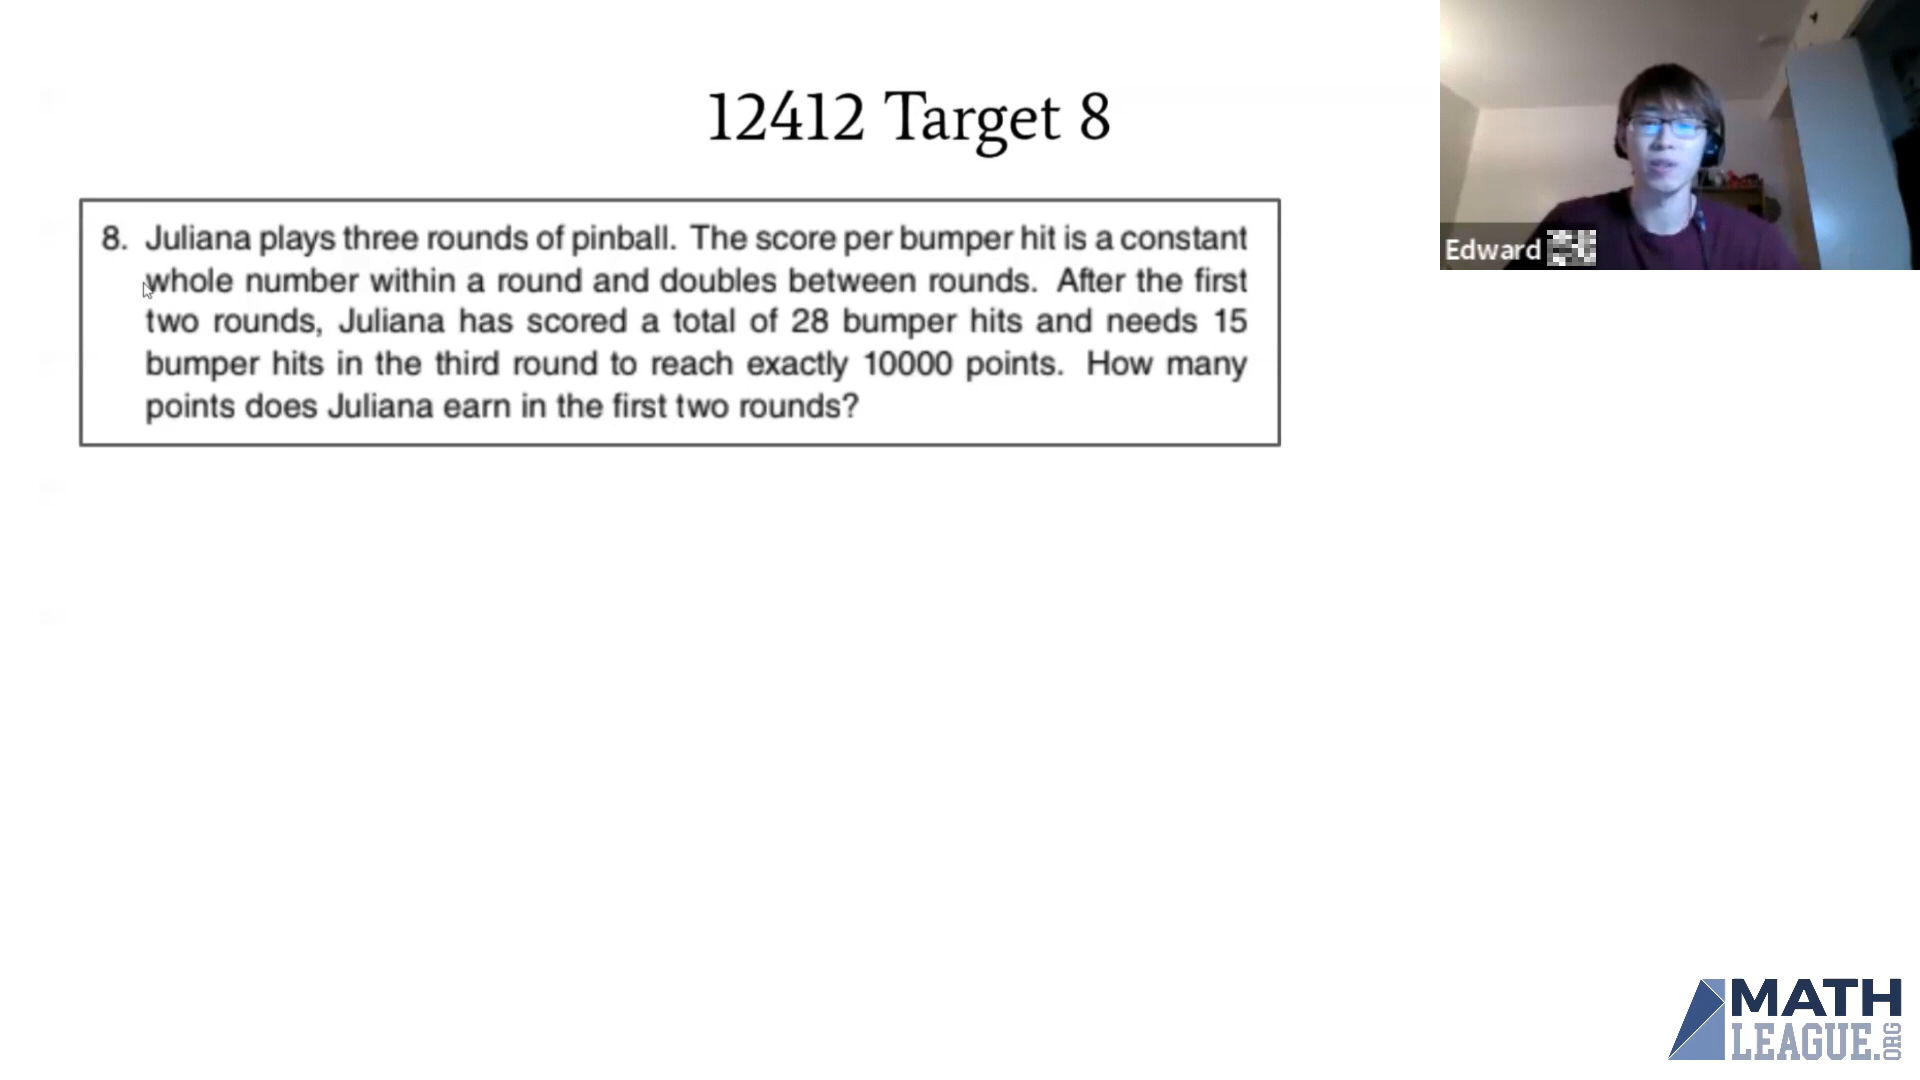 12412 Target 8
8. Juliana plays three rounds of pinball. The score per bumper hit is a constant
whole number within a round and doubles between rounds. After the first
two rounds, Juliana has scored a total of 28 bumper hits and needs 15
bumper hits in the third round to reach exactly 10000 points. How many
points does Juliana earn in the first two rounds?
Edward
MATH
LEAGUE.ORG